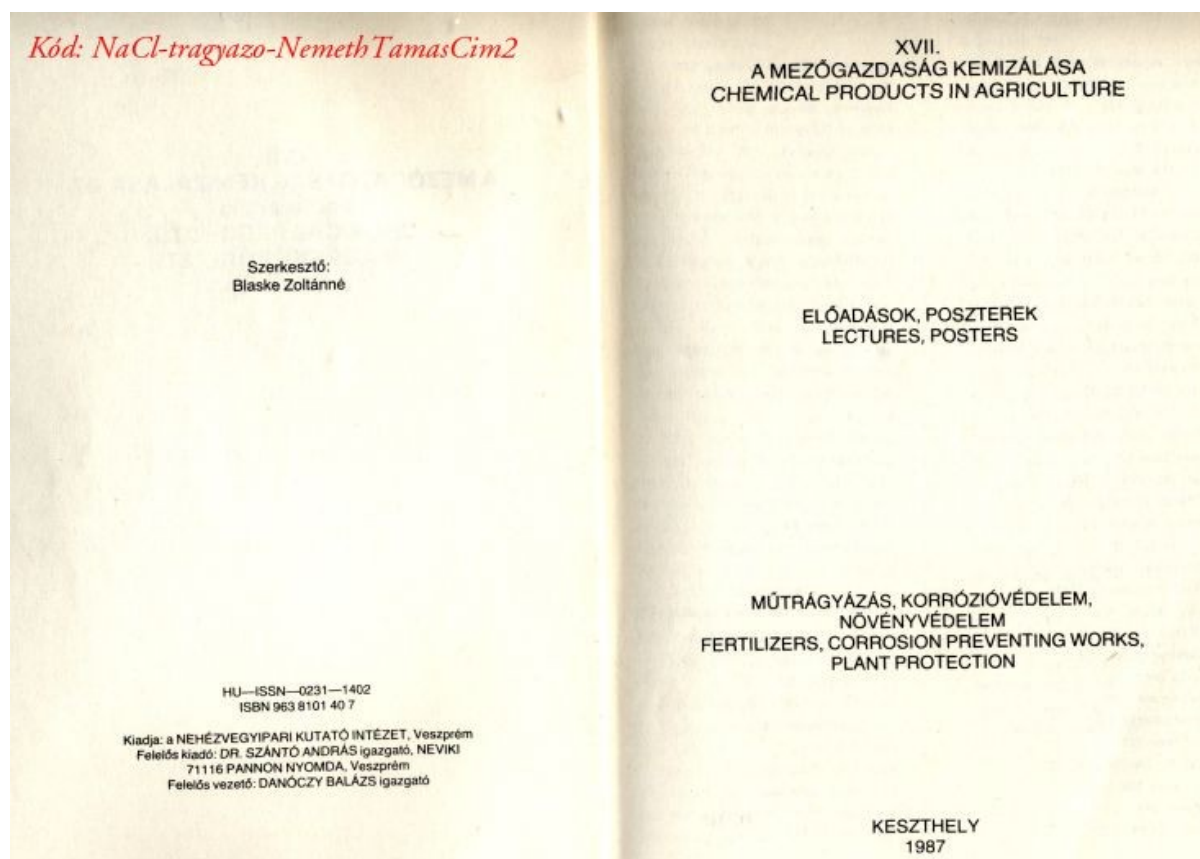 Kód: NaCl-tragyazo-NemethTamasCim2
Szerkesztő:
Blaske Zoltánné
HU—ISSN—0231—1402
ISBN 963 8101 40 7
Kiadja: a NEHÉZVEGYIPARI KUTATÓ INTÉZET, Veszprém
Felelős kiadó: DR. SZÁNTÓ ANDRÁS igazgató, NEVIKI
71116 PANNON NYOMDA, Veszprém
Felelős vezető: DANÓCZY BALÁZS igazgató
XVII.
A MEZŐGAZDASÁG KEMIZÁLÁSA
CHEMICAL PRODUCTS IN AGRICULTURE
ELŐADÁSOK, POSZTEREK
LECTURES, POSTERS
MŰTRÁGYÁZÁS, KORRÓZIÓVÉDELEM,
NÖVÉNYVÉDELEM
FERTILIZERS, CORROSION PREVENTING WORKS,
PLANT PROTECTION
KESZTHELY
1987